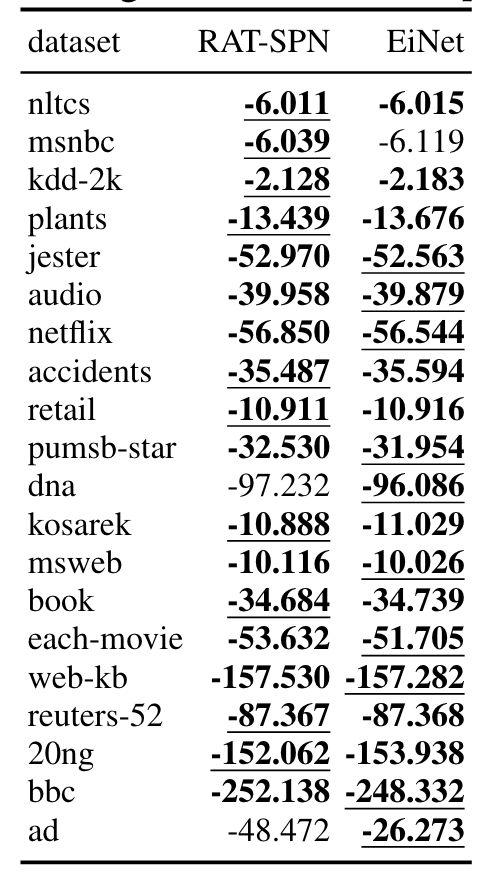 dataset RAT-SPN EiNet
nltcs -6.011 -6.015
msnbc -6.039 -6.119
kdd-2k -2.128 -2.183
plants -13.439 -13.676
jester -52.970 -52.563
audio -39.958 -39.879
netflix -56.850 -56.544
accidents -35.487 -35.594
retail -10.911 -10.916
pumsb-star -32.530 -31.954
dna -97.232 -96.086
kosarek -10.888 -11.029
msweb -10.116 -10.026
book -34.684 -34.739
each-movie -53.632 -51.705
web-kb -157.530 -157.282
reuters-52 -87.367 -87.368
20ng -152.062 -153.938
bbc -252.138 -248.332
ad -48.472 -26.273